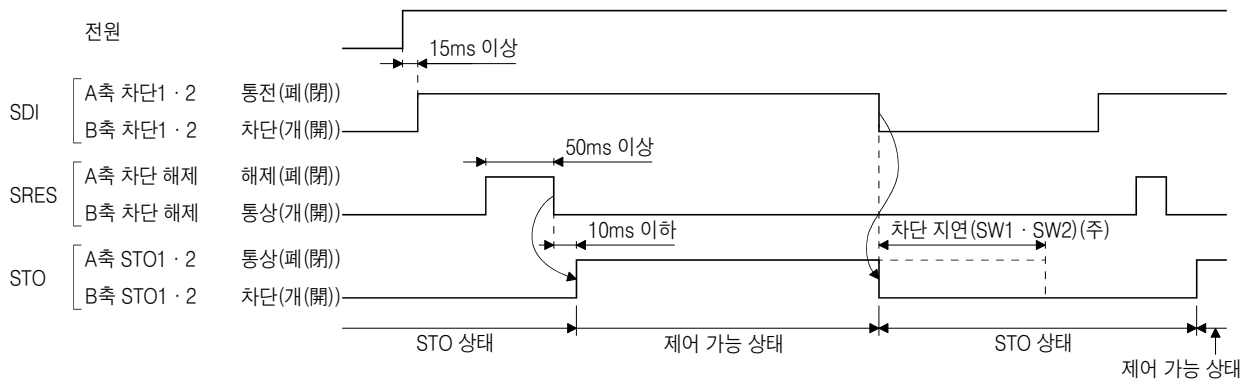 전원
15ms 이상
SDI
A축 차단1 · 2 통전(폐(閉))
B축 차단1 · 2 차단(개(開))
50ms 이상
SRES
A축 차단 해제 해제(폐(閉))
B축 차단 해제 통상(개(開))
10ms 이하
차단 지연(SW1 · SW2)(주)
STO
A축 STO1 · 2 통상(폐(閉))
B축 STO1 · 2 차단(개(開))
STO 상태
제어 가능 상태
STO 상태
제어 가능 상태